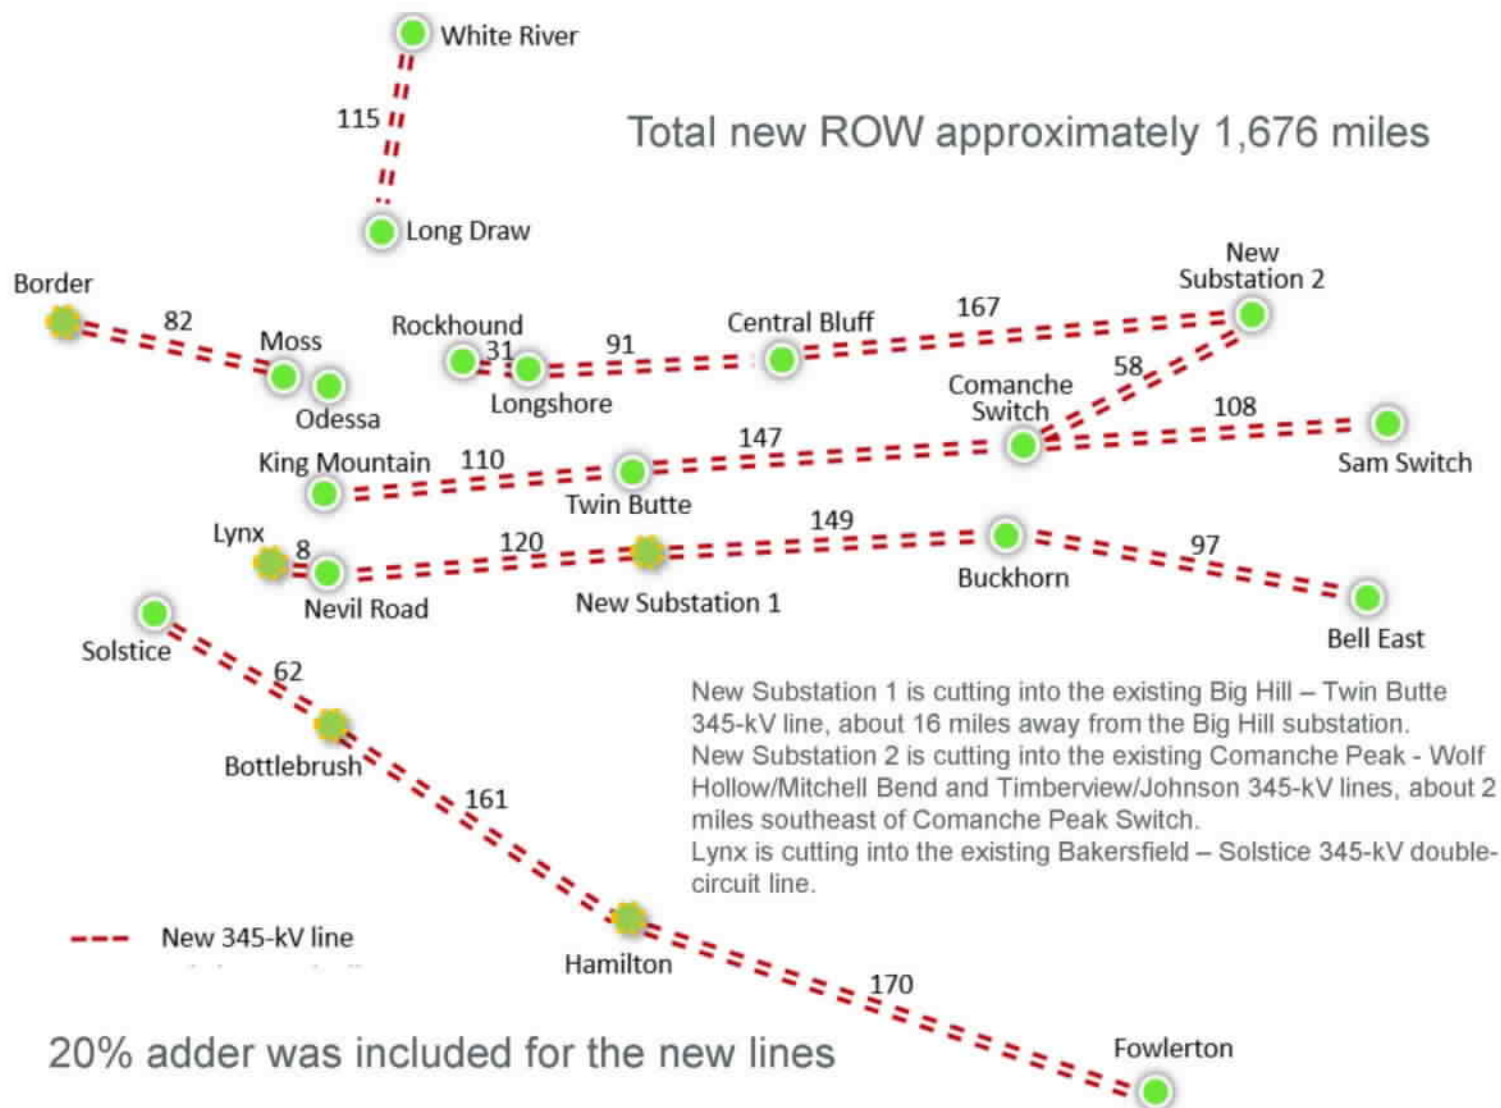 White River
115
Total new ROW approximately 1,676 miles
Long Draw
Border
82
Moss
Odessa
Rockhound
31
Longshore
91
Central Bluff
167
New
Substation 2
58
Comanche
Switch
108
Sam Switch
King Mountain
110
Twin Butte
147
Lynx
8
Nevil Road
120
New Substation 1
149
Buckhorn
97
Bell East
Solstice
62
Bottlebrush
161
Hamilton
170
Fowlerton
New Substation 1 is cutting into the existing Big Hill – Twin Butte
345-kV line, about 16 miles away from the Big Hill substation.
New Substation 2 is cutting into the existing Comanche Peak - Wolf
Hollow/Mitchell Bend and Timberview/Johnson 345-kV lines, about 2
miles southeast of Comanche Peak Switch.
Lynx is cutting into the existing Bakersfield – Solstice 345-kV double-
circuit line.
New 345-kV line
20% adder was included for the new lines